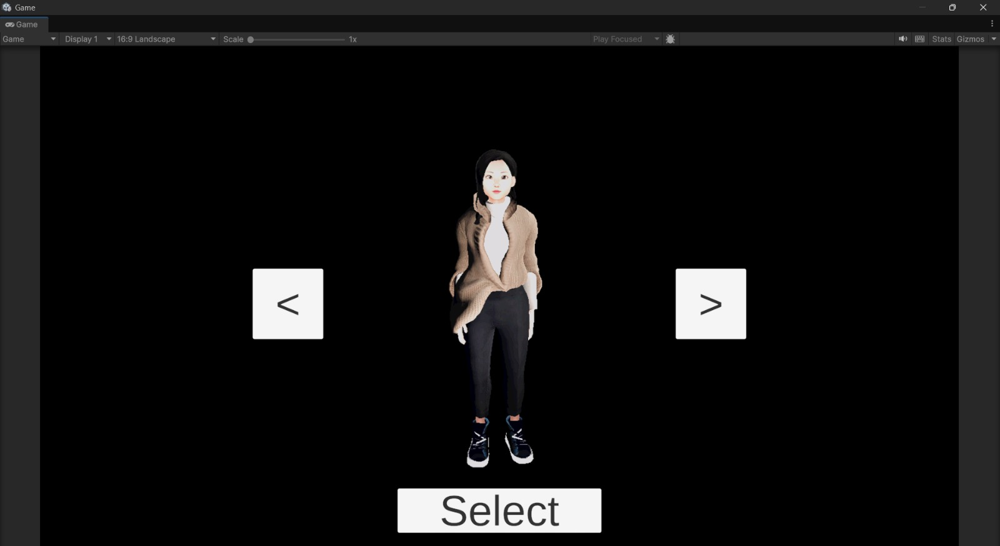 Game
Game
Game Display 1 16:9 Landscape Scale 1x Play Focused Stats Gizmos
< >
Select